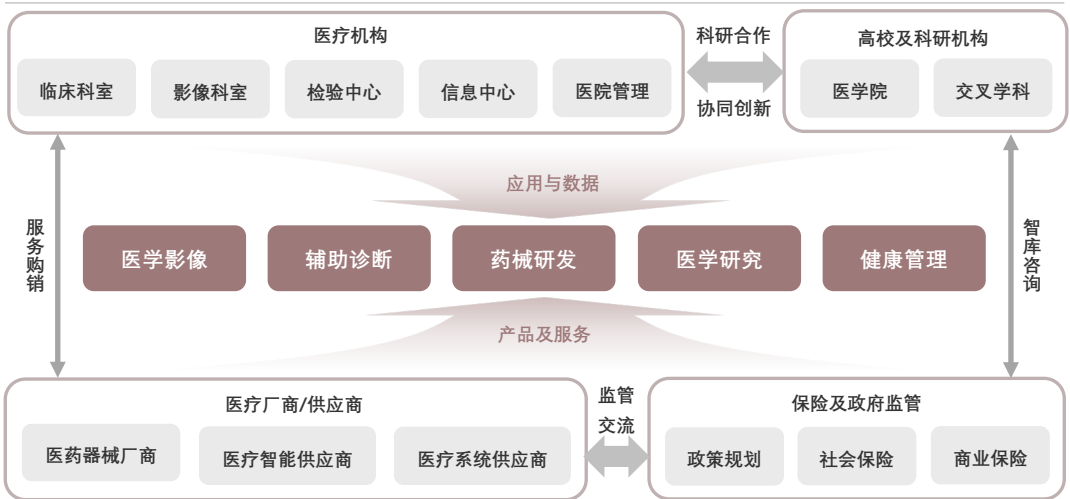 医疗机构
临床科室
影像科室
检验中心
信息中心
医院管理
科研合作
协同创新
高校及科研机构
医学院
交叉学科
应用与数据
服务购销
医学影像
辅助诊断
药械研发
医学研究
健康管理
智库咨询
产品及服务
医疗厂商/供应商
医药器械厂商
医疗智能供应商
医疗系统供应商
监管
交流
保险及政府监管
政策规划
社会保险
商业保险